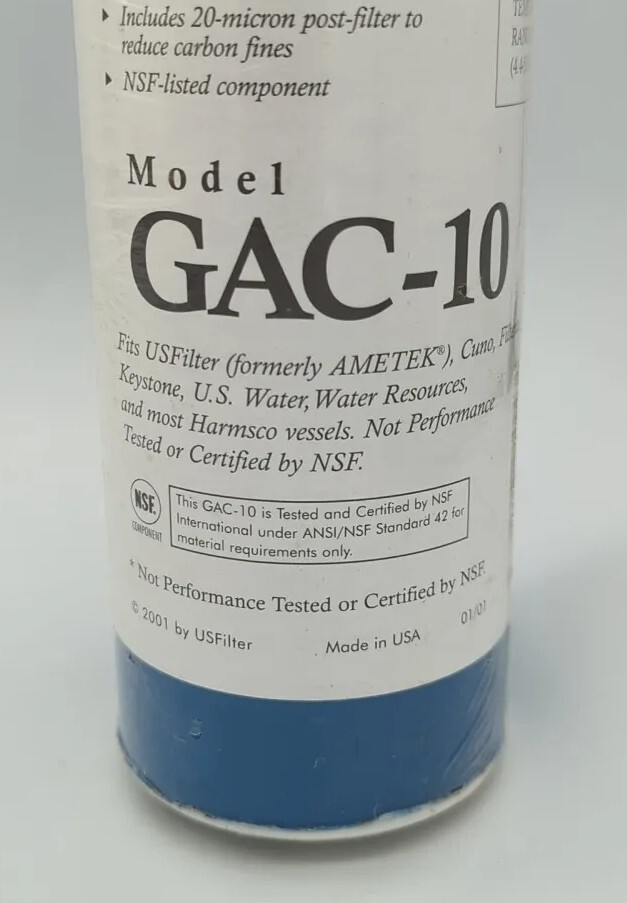 Includes 20-micron post-filter to
reduce carbon fines
NSF-listed component
Model
GAC-10
Fits USFilter (formerly AMETEK®), Cuno,
Keystone, U.S. Water, Water Resources,
and most Harmsco vessels. Not Performance
Tested or Certified by NSF.
NSF.
COMPONENT
This GAC-10 is Tested and Certified by NSF
International under ANSI/NSF Standard 42 for
material requirements only.
* Not Performance Tested or Certified by NSF.
© 2001 by USFilter
Made in USA
01/01